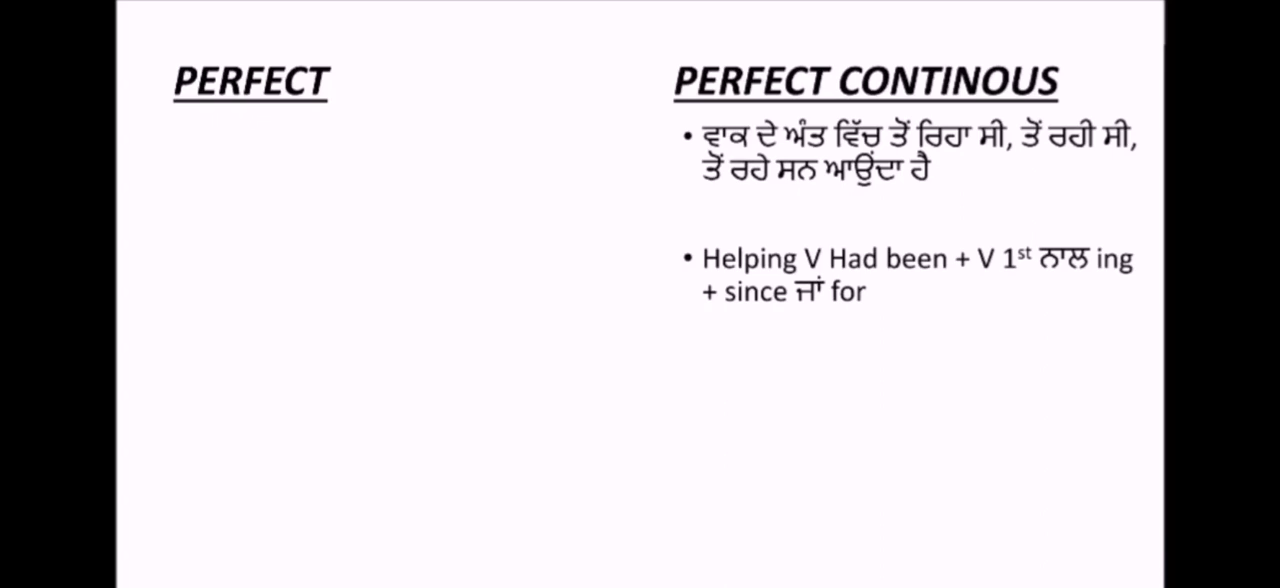 PERFECT
PERFECT CONTINOUS
• ਵਾਕ ਦੇ ਅੰਤ ਵਿੱਚ ਤੋਂ ਰਿਹਾ ਸੀ, ਤੋਂ ਰਹੀ ਸੀ,
ਤੋਂ ਰਹੇ ਸਨ ਆਉਂਦਾ ਹੈ
• Helping V Had been + V 1st ਨਾਲ ing
+ since ਜਾਂ for